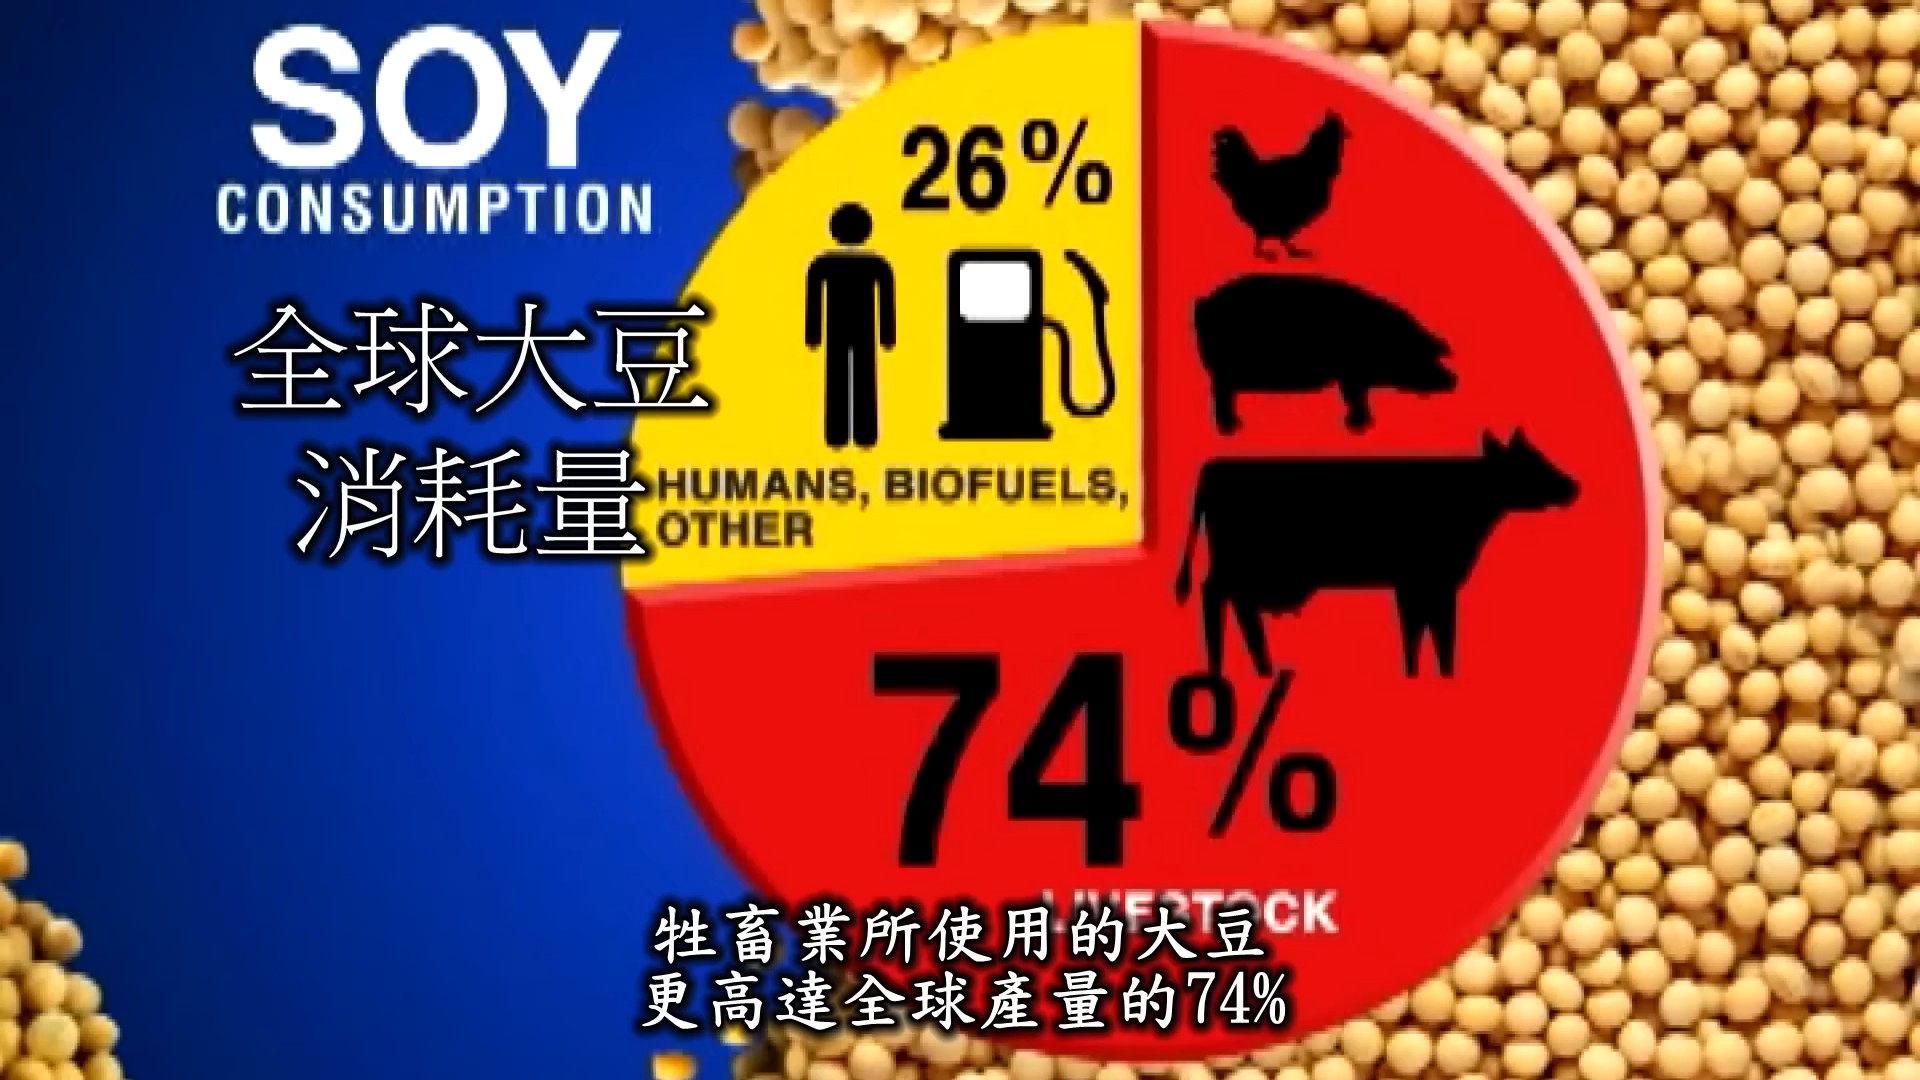 SOY
CONSUMPTION
全球大豆
消耗量
26%
HUMANS, BIOFUELS,
OTHER
74%
LIVESTOCK
牲畜業所使用的大豆
更高達全球產量的74%